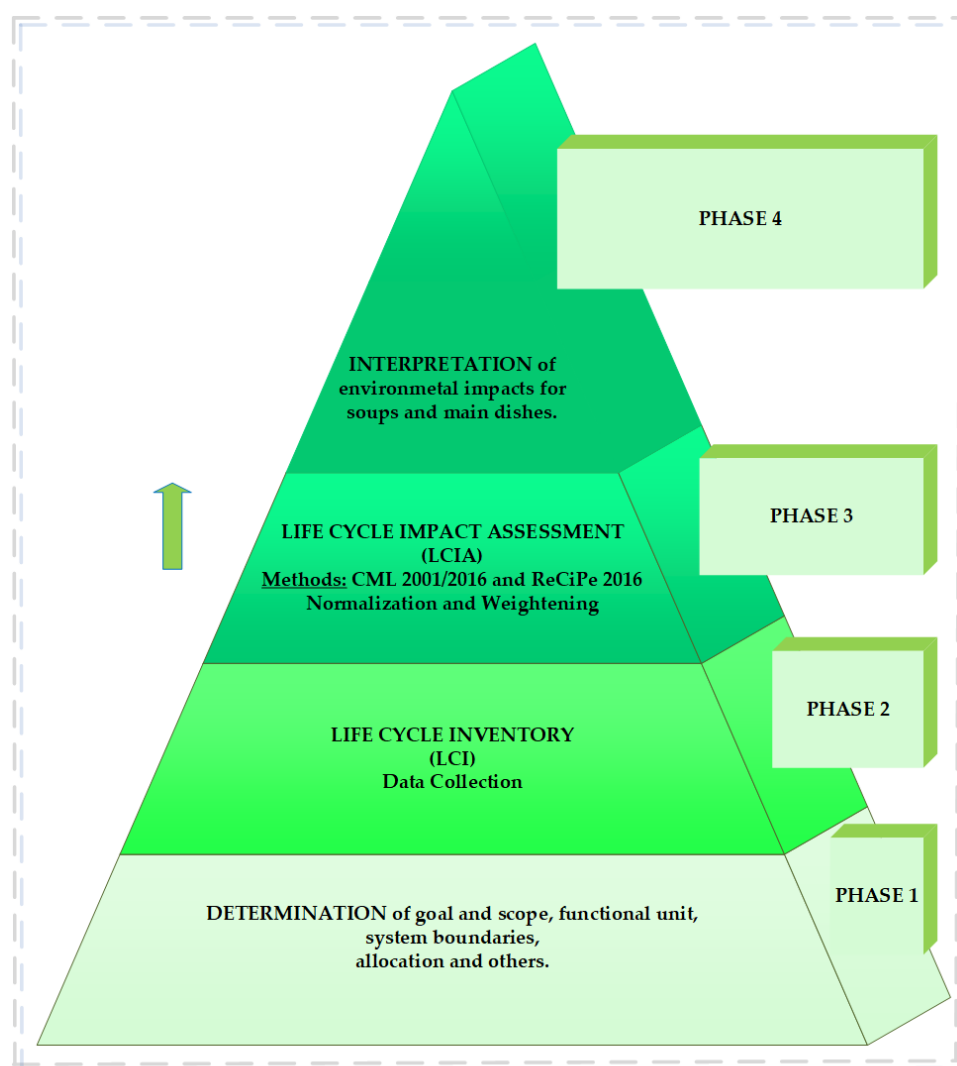 PHASE 4
INTERPRETATION of
environmetal impacts for
soups and main dishes.
PHASE 3
LIFE CYCLE IMPACT ASSESSMENT
(LCIA)
Methods: CML 2001/2016 and ReCiPe 2016
Normalization and Weightening
PHASE 2
LIFE CYCLE INVENTORY
(LCI)
Data Collection
PHASE 1
DETERMINATION of goal and scope, functional unit,
system boundaries,
allocation and others.